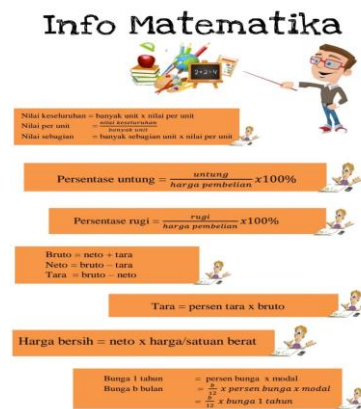 Info Matematika
2+2=4
Nilai keseluruhan = banyak unit x nilai per unit
Nilai per unit = nilai keseluruhan / banyak unit
Nilai sebagian = banyak sebagian unit x nilai per unit
Persentase untung = untung / harga pembelian x100%
Persentase rugi = rugi / harga pembelian x100%
Bruto = neto + tara
Neto = bruto – tara
Tara = bruto – neto
Tara = persen tara x bruto
Harga bersih = neto x harga/satuan berat
Bunga 1 tahun = persen bunga x modal
Bunga b bulan = b/12 x persen bunga x modal
= b/12 x bunga 1 tahun